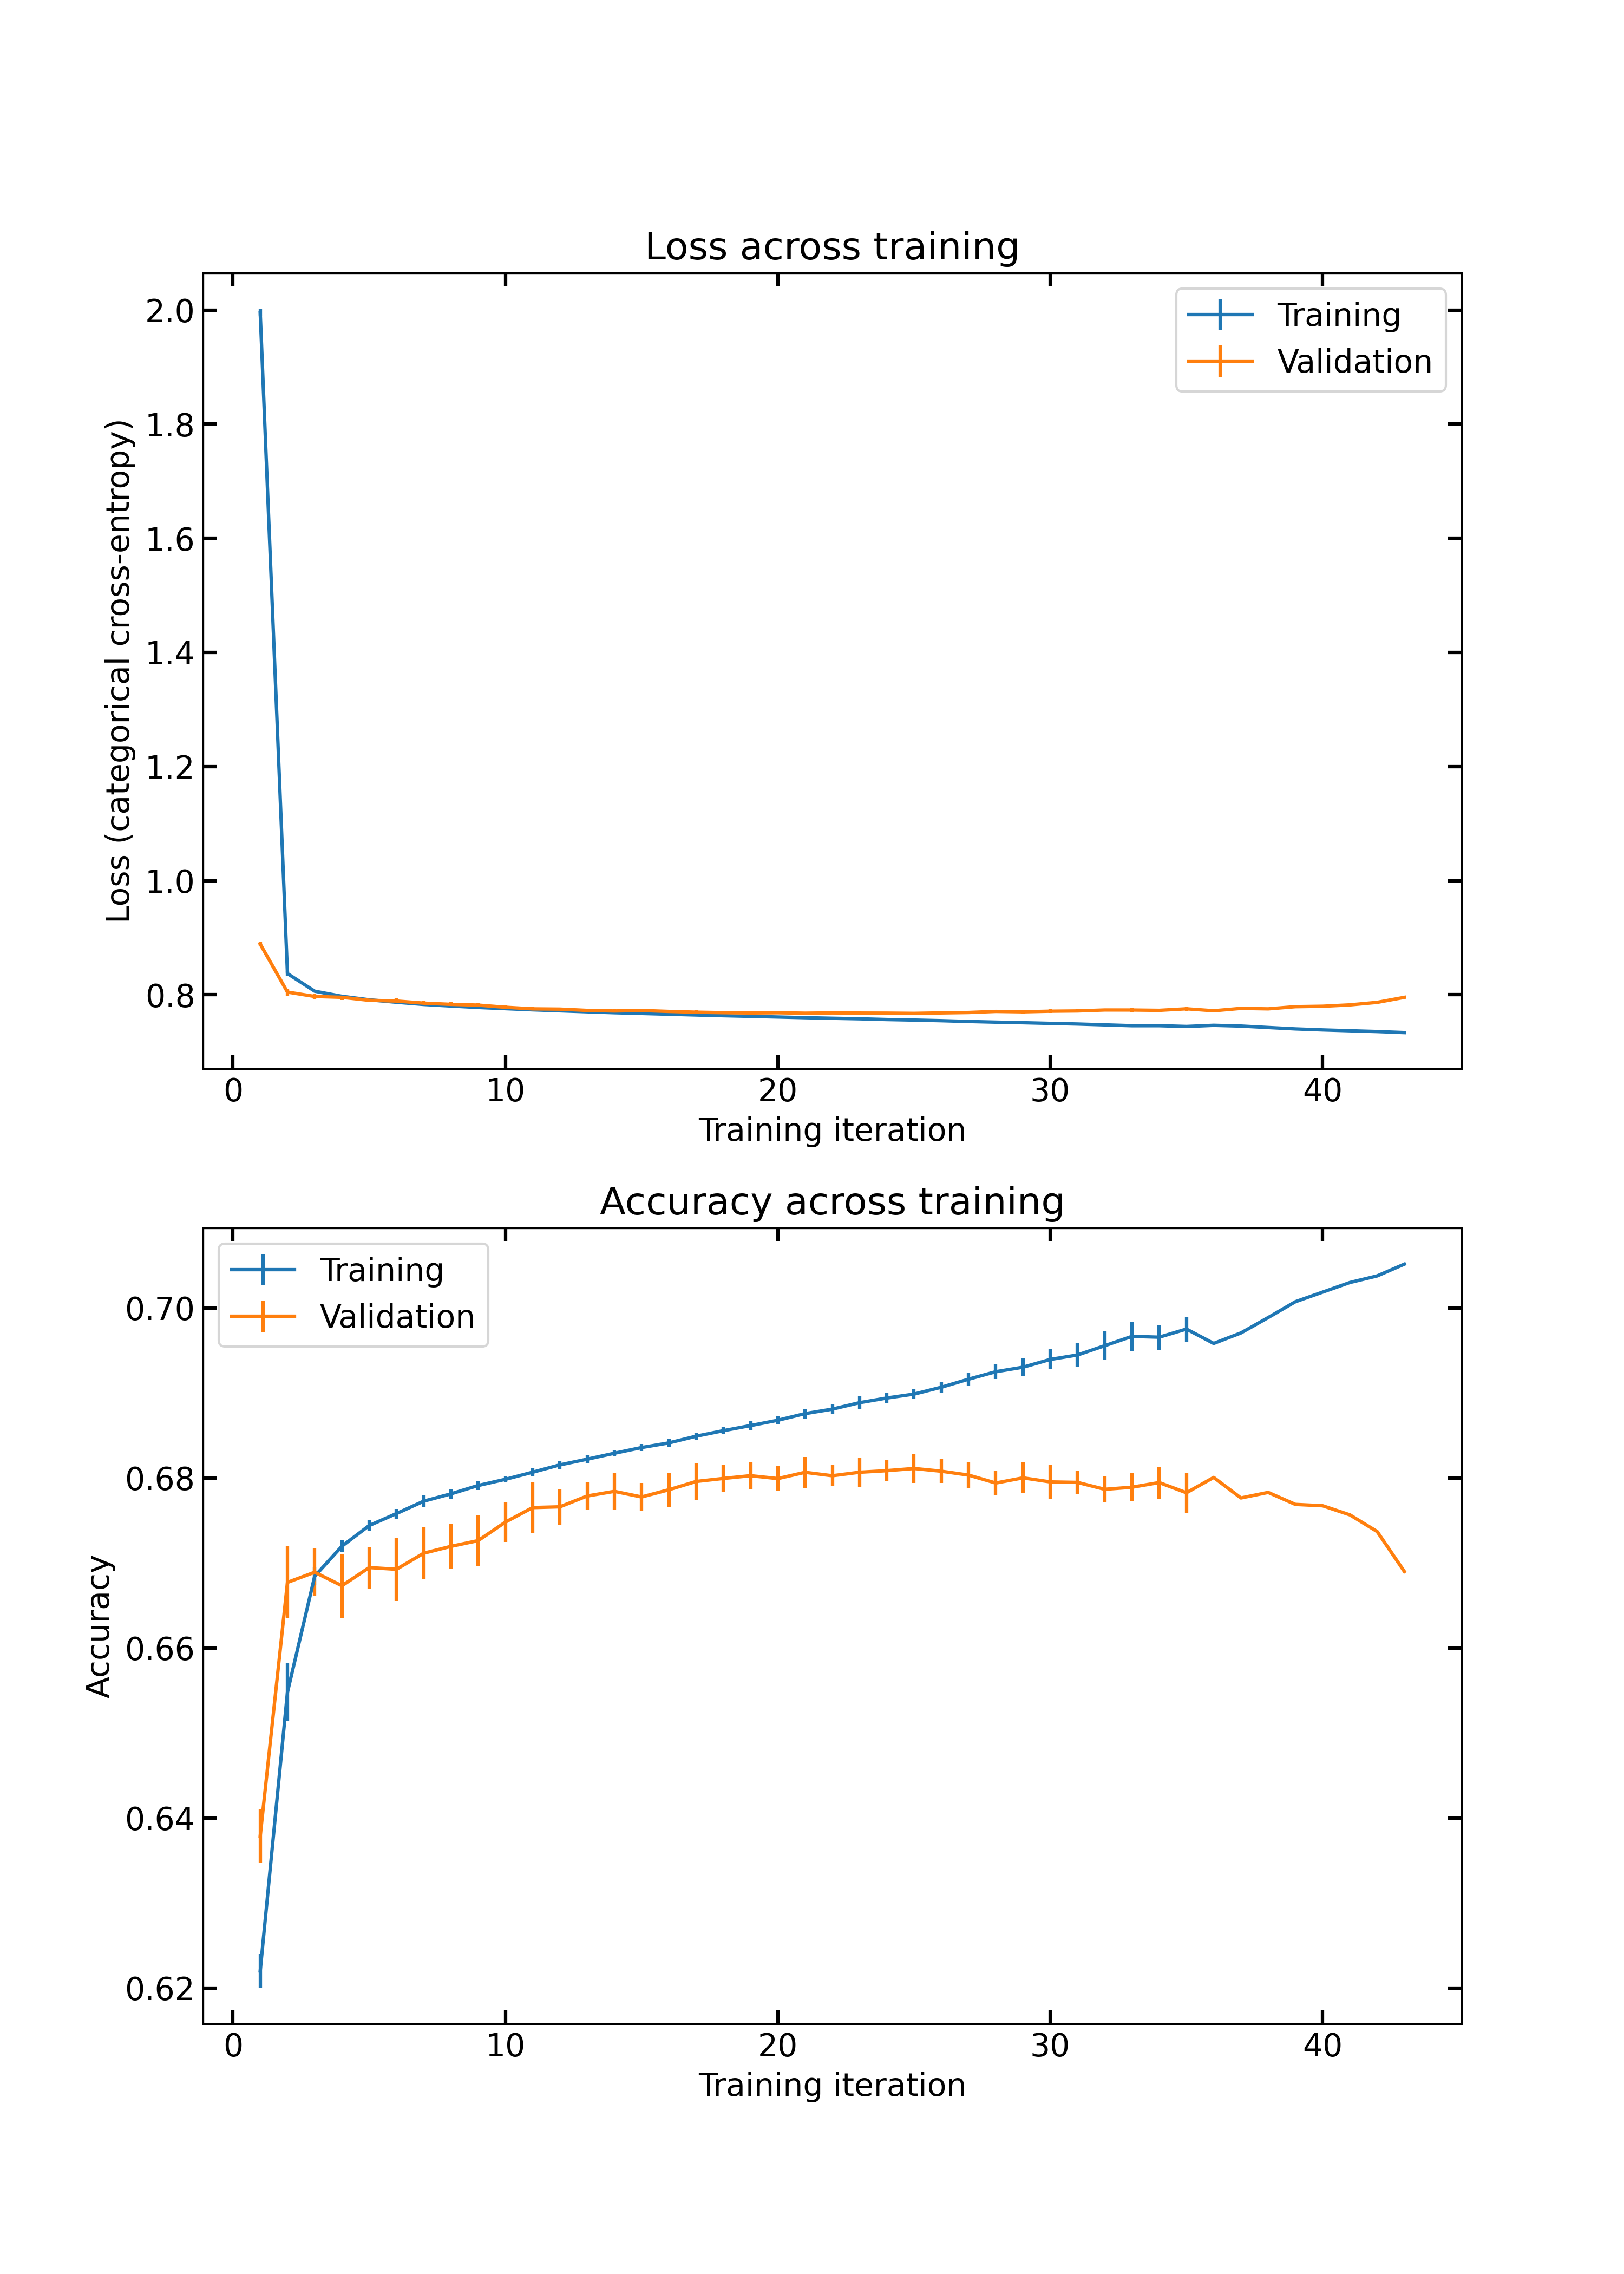 Loss across training
2.0
1.8
1.6
1.4
1.2
1.0
0.8
Loss (categorical cross-entropy)
Training
Validation
0 10 20 30 40
Training iteration
Accuracy across training
0.70
0.68
0.66
0.64
0.62
Accuracy
Training
Validation
0 10 20 30 40
Training iteration